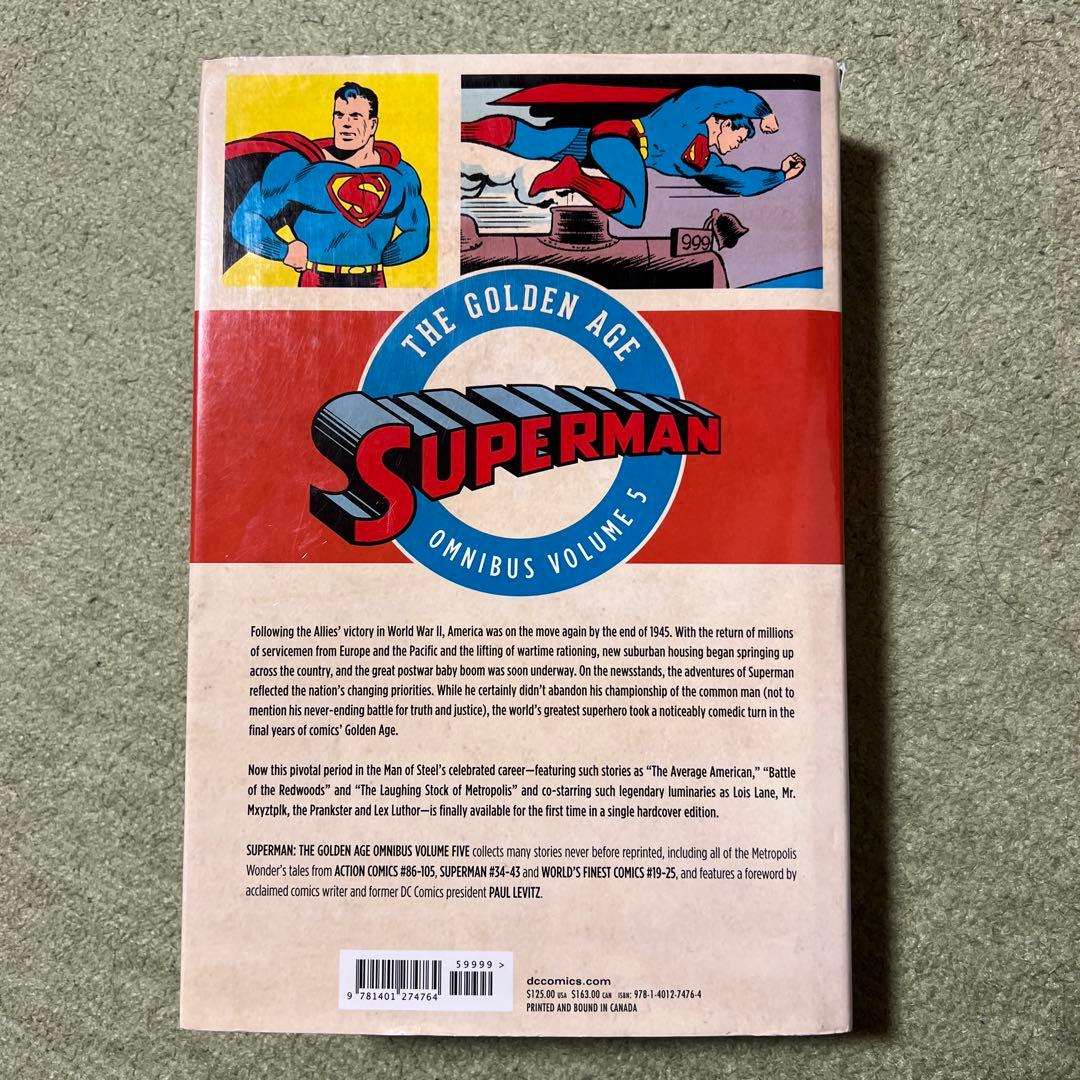 999
THE GOLDEN AGE
SUPERMAN
OMNIBUS VOLUME 5
Following the Allies' victory in World War II, America was on the move again by the end of 1945. With the return of millions
of servicemen from Europe and the Pacific and the lifting of wartime rationing, new suburban housing began springing up
across the country, and the great postwar baby boom was soon underway. On the newsstands, the adventures of Superman
reflected the nation's changing priorities. While he certainly didn't abandon his championship of the common man (not to
mention his never-ending battle for truth and justice), the world's greatest superhero took a noticeably comedic turn in the
final years of comics' Golden Age.
Now this pivotal period in the Man of Steel's celebrated career—featuring such stories as "The Average American," "Battle
of the Redwoods" and "The Laughing Stock of Metropolis" and co-starring such legendary luminaries as Lois Lane, Mr.
Mxyztplk, the Prankster and Lex Luthor—is finally available for the first time in a single hardcover edition.
SUPERMAN: THE GOLDEN AGE OMNIBUS VOLUME FIVE collects many stories never before reprinted, including all of the Metropolis
Wonder's tales from ACTION COMICS #86-105, SUPERMAN #34-43 and WORLD'S FINEST COMICS #19-25, and features a foreword by
acclaimed comics writer and former DC Comics president PAUL LEVITZ.
59999 >
9 781401 274764
dccomics.com
$125.00 USA $163.00 CAN ISBN: 978-1-4012-7476-4
PRINTED AND BOUND IN CANADA